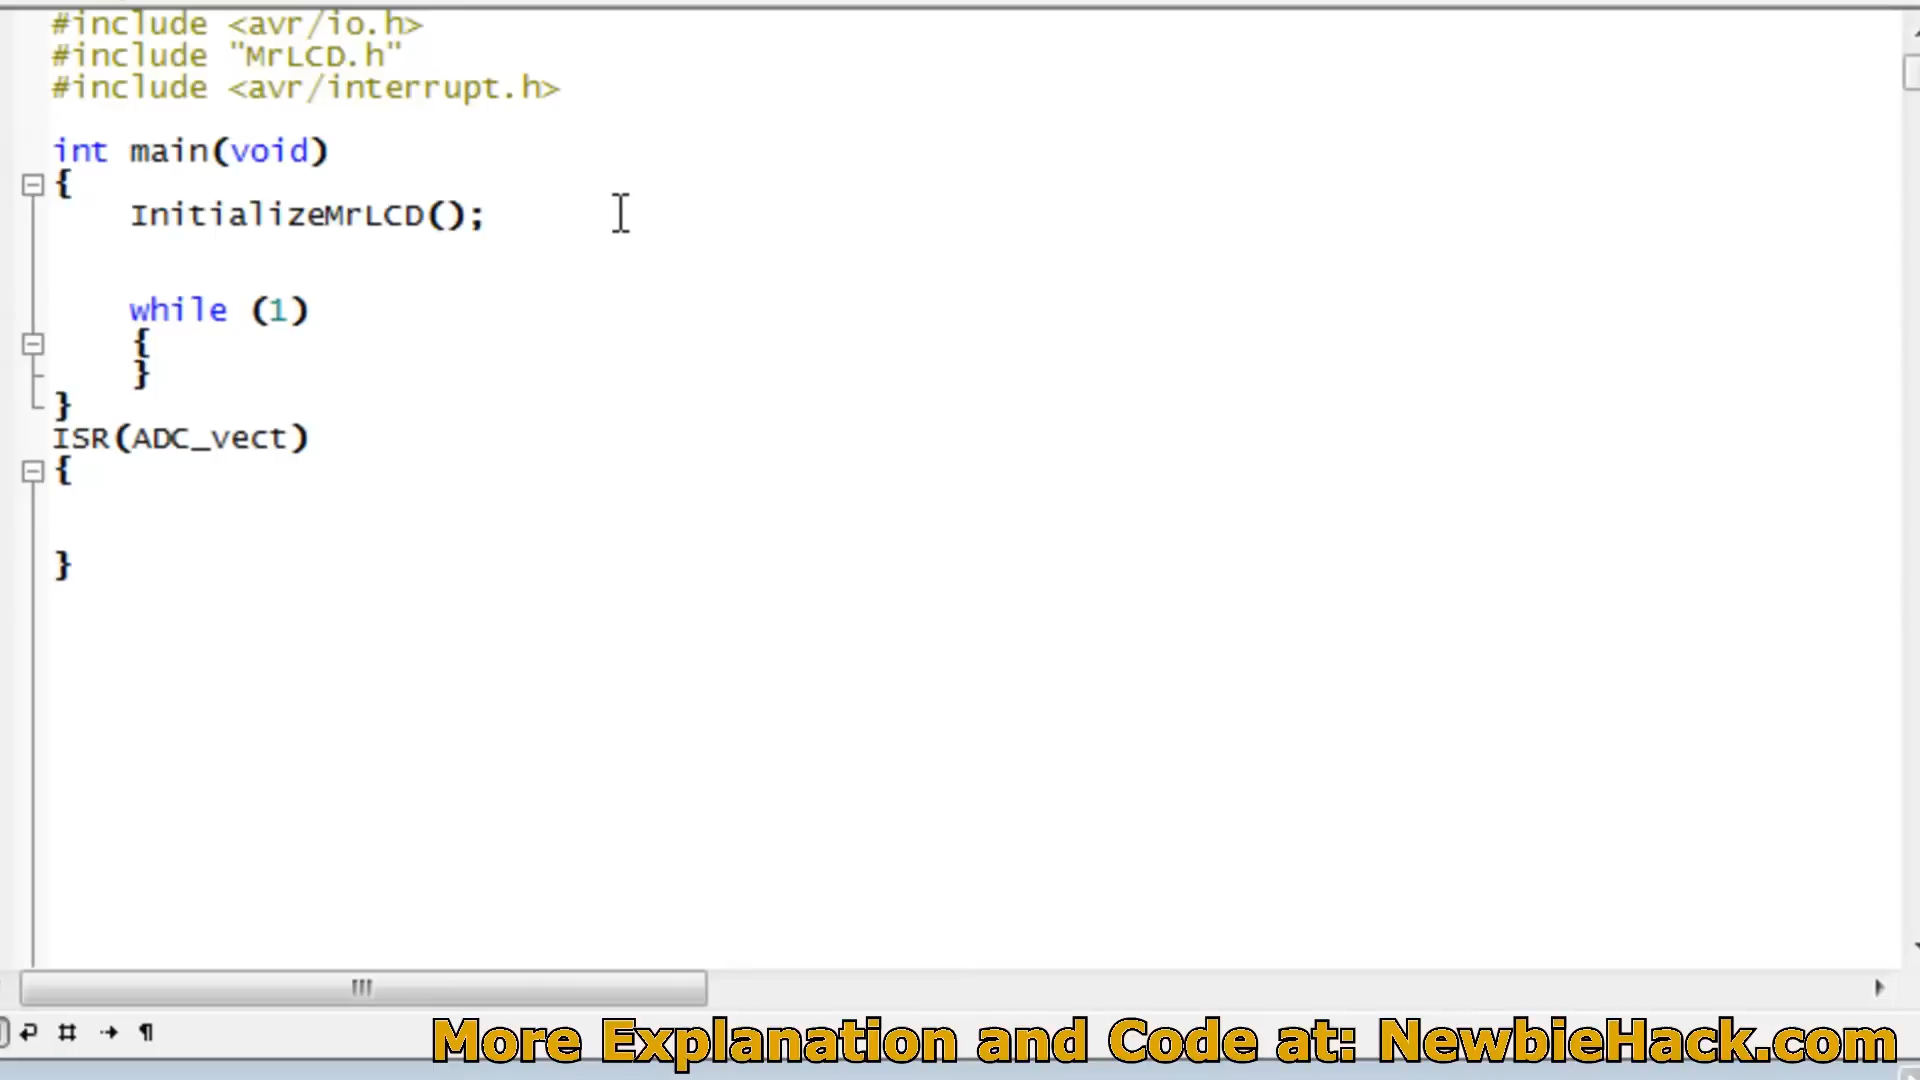 #include <avr/io.h>
#include "MrLCD.h"
#include <avr/interrupt.h>
int main(void)
{
InitializeMrLCD();
while (1)
{
}
}
ISR(ADC_vect)
{
}
More Explanation and Code at: NewbieHack.com